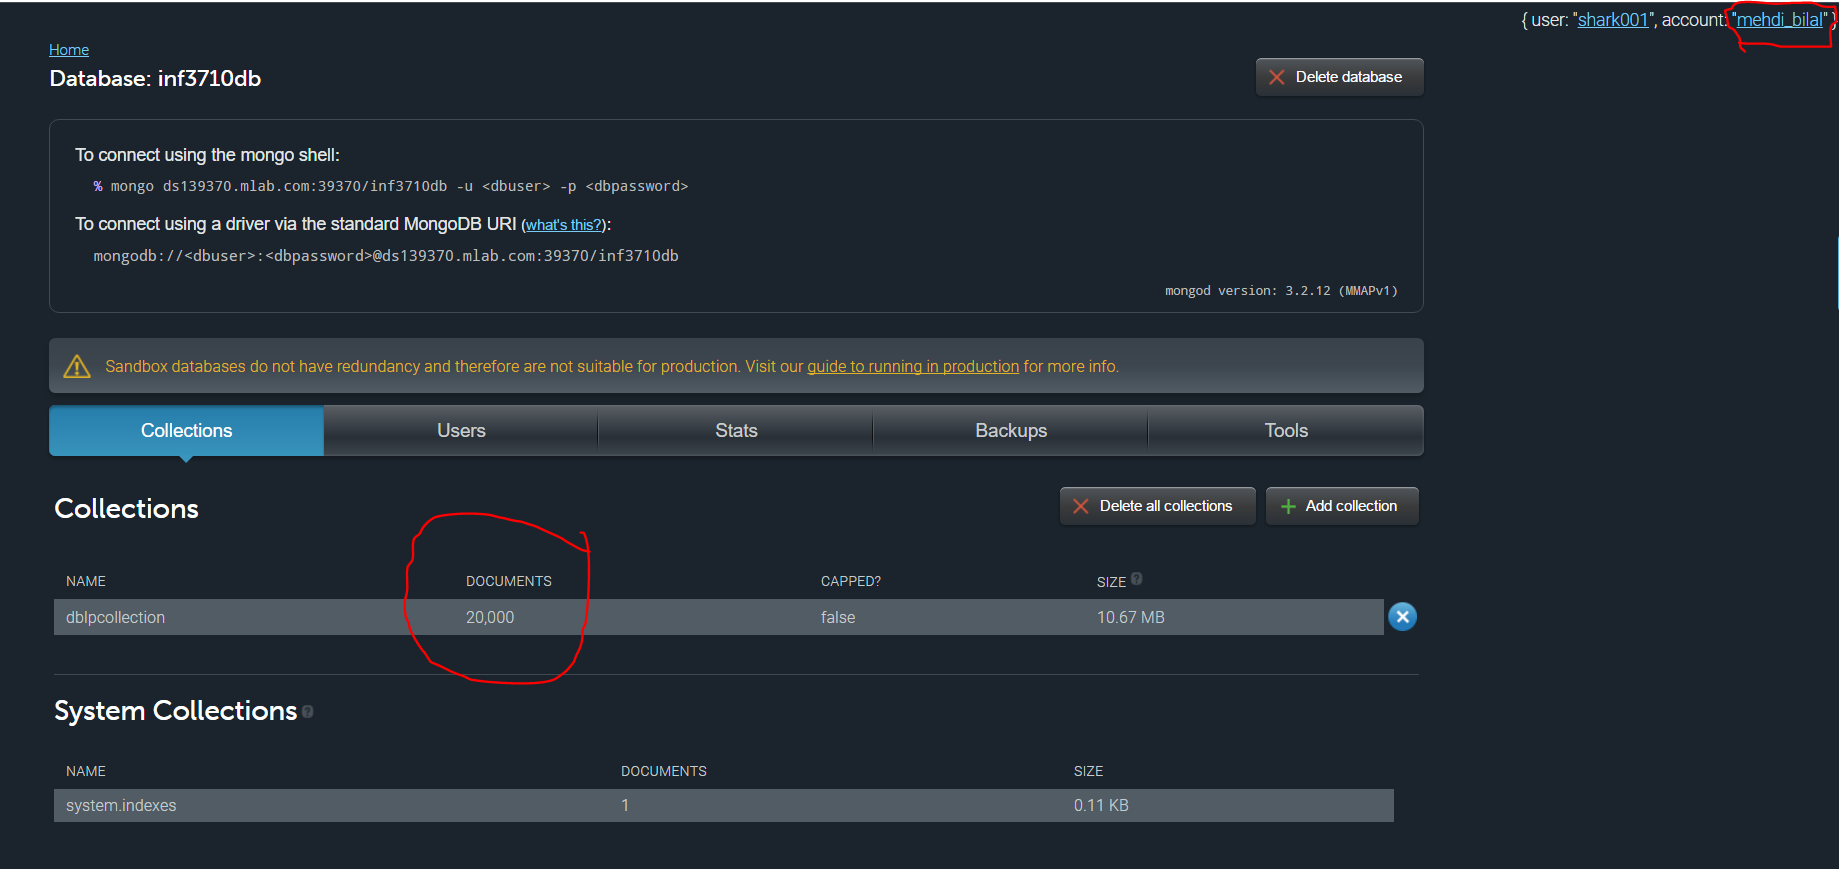 { user: "shark001", account: "mehdi_bilal" }
Home
Database: inf3710db
Delete database
To connect using the mongo shell:
% mongo ds139370.mlab.com:39370/inf3710db -u <dbuser> -p <dbpassword>
To connect using a driver via the standard MongoDB URI (what's this?):
mongodb://<dbuser>:<dbpassword>@ds139370.mlab.com:39370/inf3710db
mongod version: 3.2.12 (MMAPv1)
Sandbox databases do not have redundancy and therefore are not suitable for production. Visit our guide to running in production for more info.
Collections Users Stats Backups Tools
Collections
Delete all collections Add collection
NAME DOCUMENTS CAPPED? SIZE ?
dblpcollection 20,000 false 10.67 MB
System Collections ?
NAME DOCUMENTS SIZE
system.indexes 1 0.11 KB